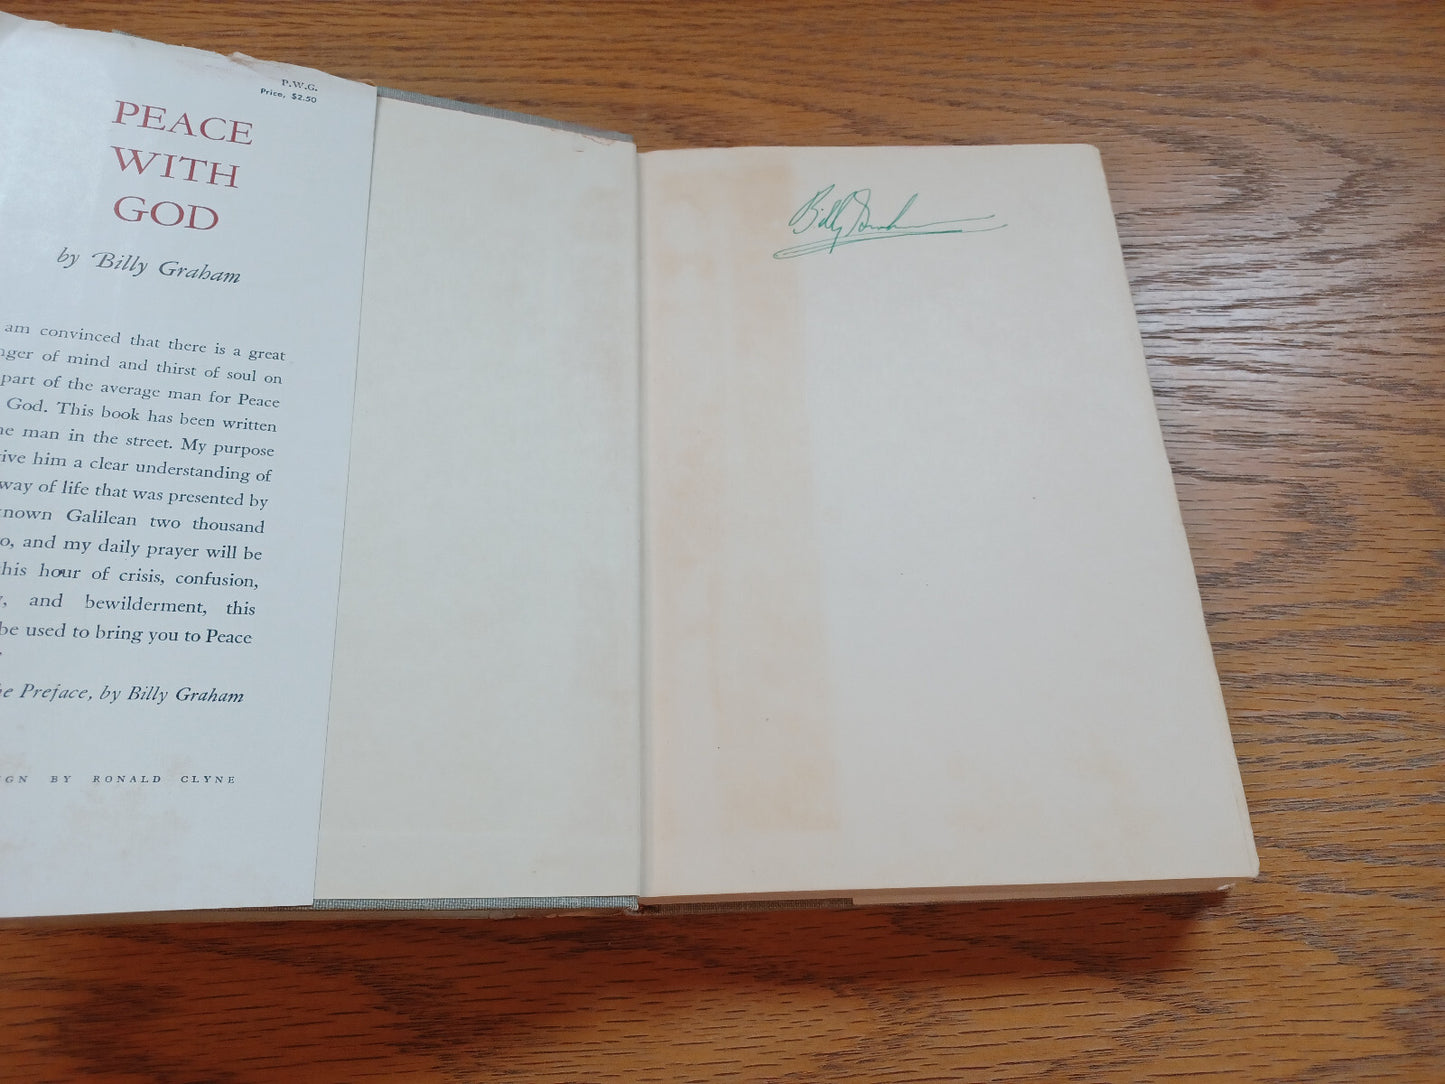 P.W.G.
Price, $2.50
PEACE
WITH
GOD
by Billy Graham
am convinced that there is a great
nger of mind and thirst of soul on
part of the average man for Peace
God. This book has been written
he man in the street. My purpose
ive him a clear understanding of
way of life that was presented by
nown Galilean two thousand
o, and my daily prayer will be
his hour of crisis, confusion,
, and bewilderment, this
be used to bring you to Peace
he Preface, by Billy Graham
GN BY RONALD CLYNE
Billy Graham